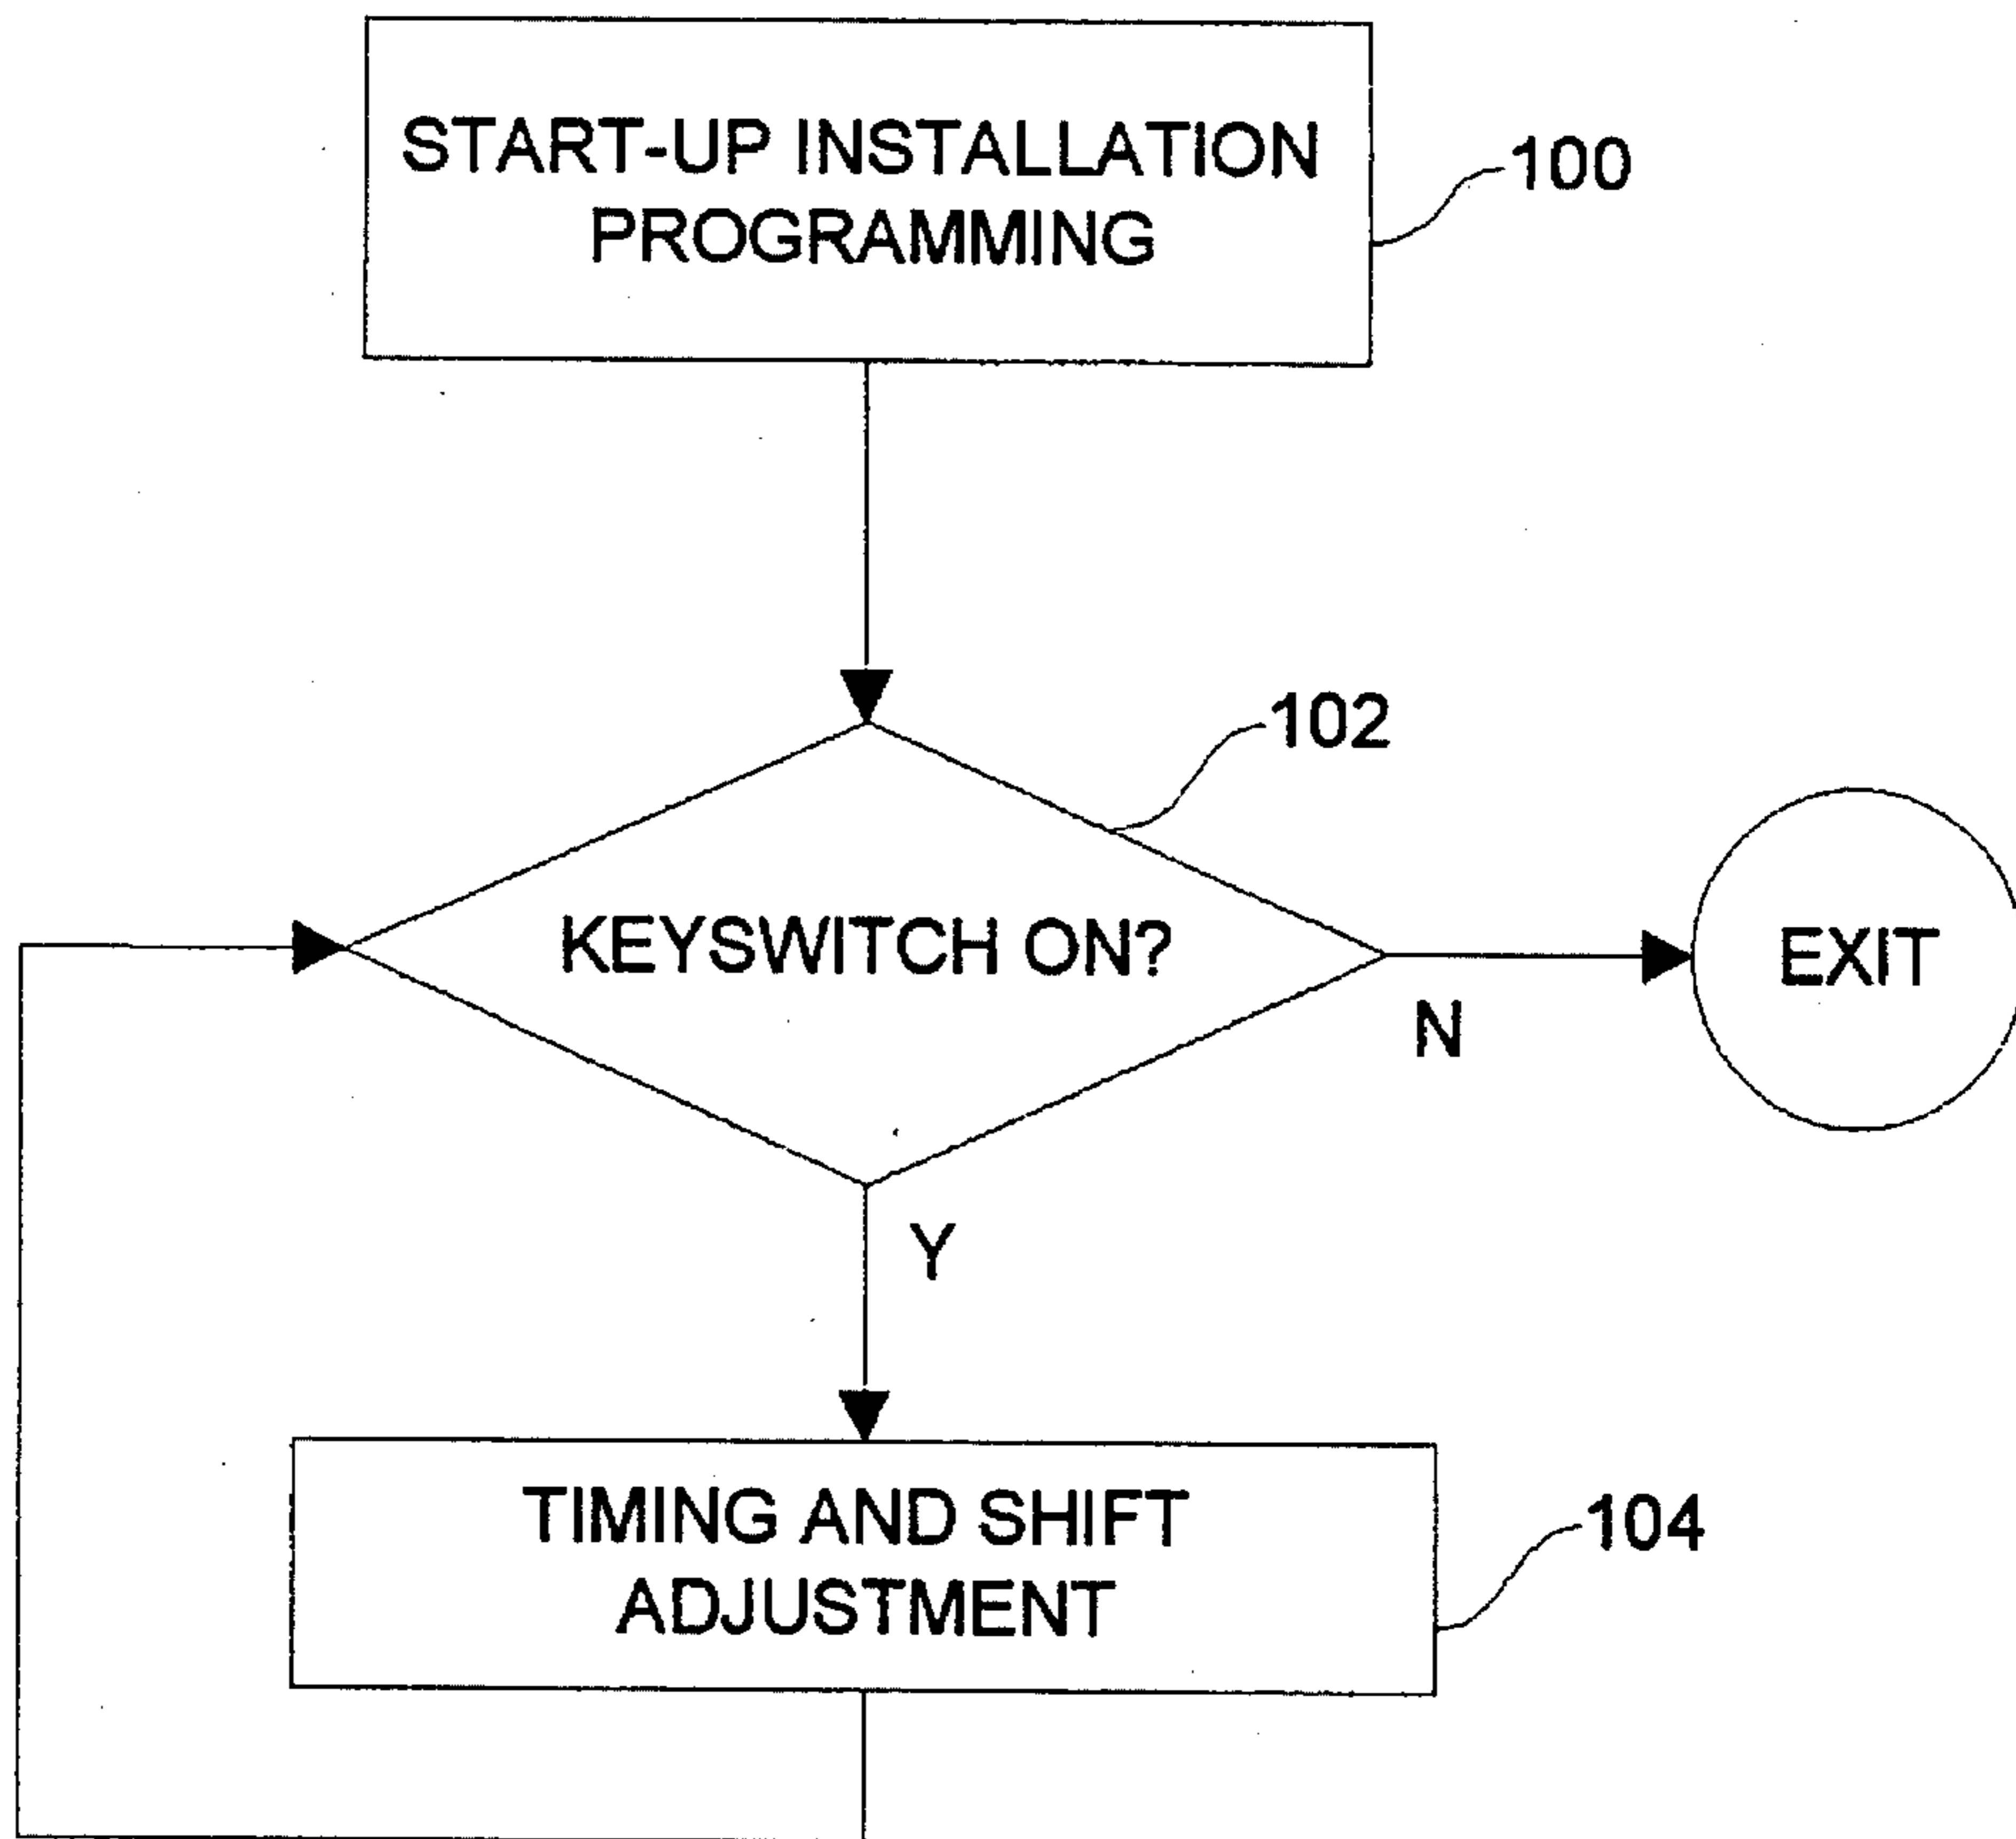 START-UP INSTALLATION
PROGRAMMING
100
102
KEYSWITCH ON?
EXIT
N
Y
TIMING AND SHIFT
ADJUSTMENT
104